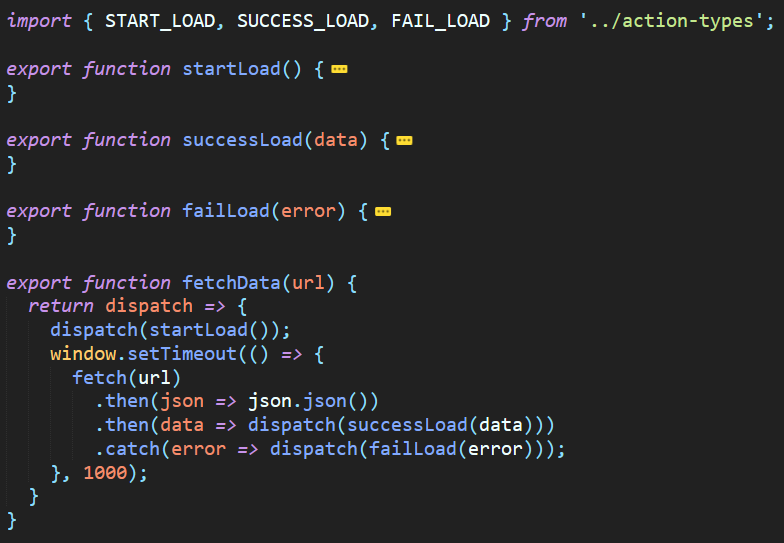 import { START_LOAD, SUCCESS_LOAD, FAIL_LOAD } from '../action-types';
export function startLoad() {…
}
export function successLoad(data) {…
}
export function failLoad(error) {…
}
export function fetchData(url) {
  return dispatch => {
    dispatch(startLoad());
    window.setTimeout(() => {
      fetch(url)
        .then(json => json.json())
        .then(data => dispatch(successLoad(data)))
        .catch(error => dispatch(failLoad(error)));
    }, 1000);
  }
}